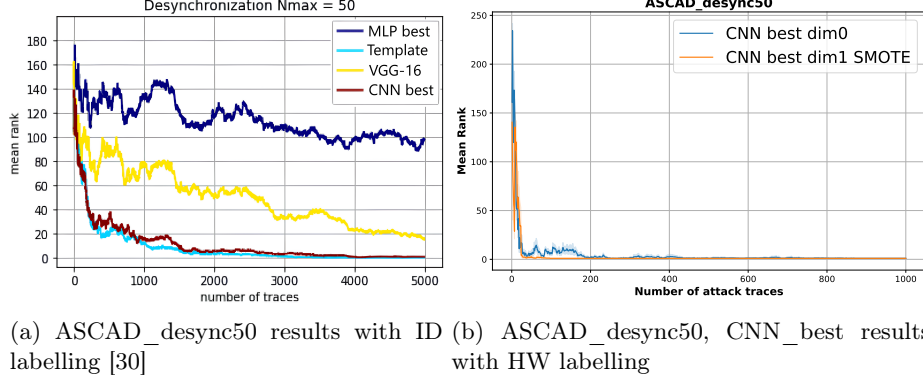 Desynchronization Nmax = 50
180
160
140
120
100
80
60
40
20
0
mean rank
MLP best
Template
VGG-16
CNN best
0 1000 2000 3000 4000 5000
number of traces
(a) ASCAD_desync50 results with ID
labelling [30]
ASCAD_desync50
250
200
150
100
50
0
Mean Rank
CNN best dim0
CNN best dim1 SMOTE
0 200 400 600 800 1000
Number of attack traces
(b) ASCAD_desync50, CNN_best results
with HW labelling